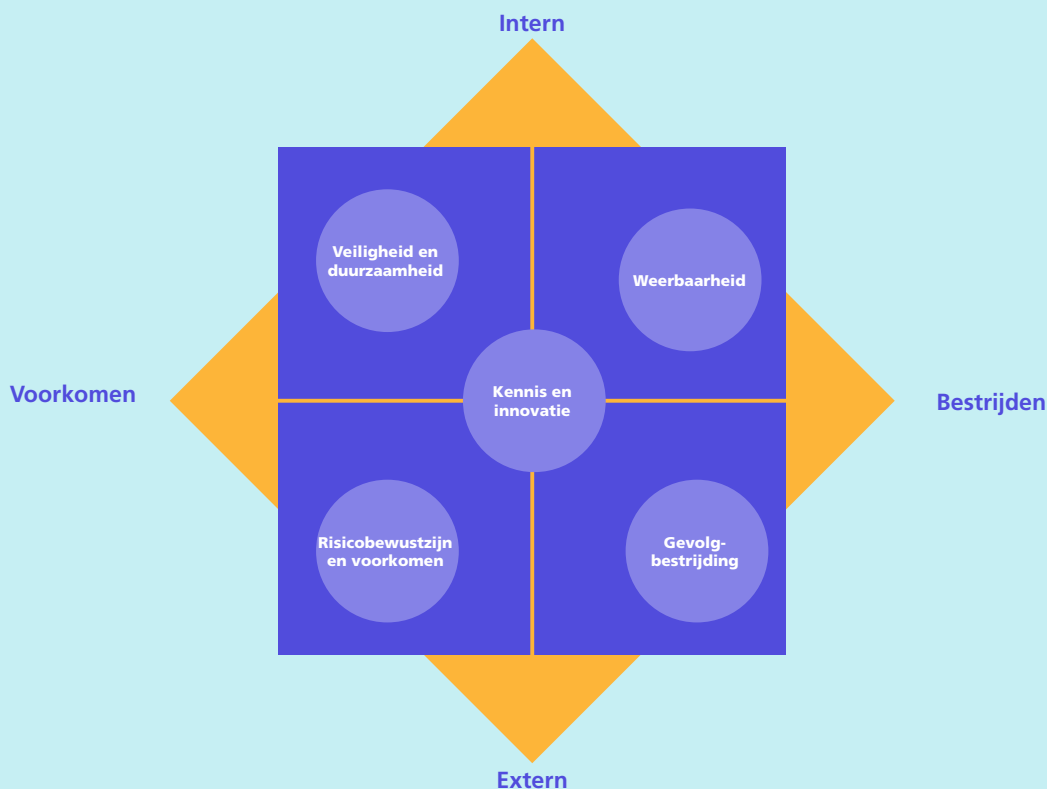 Intern
Veiligheid en
duurzaamheid
Weerbaarheid
Kennis en
innovatie
Voorkomen
Bestrijden
Risicobewustzijn
en voorkomen
Gevolg-
bestrijding
Extern